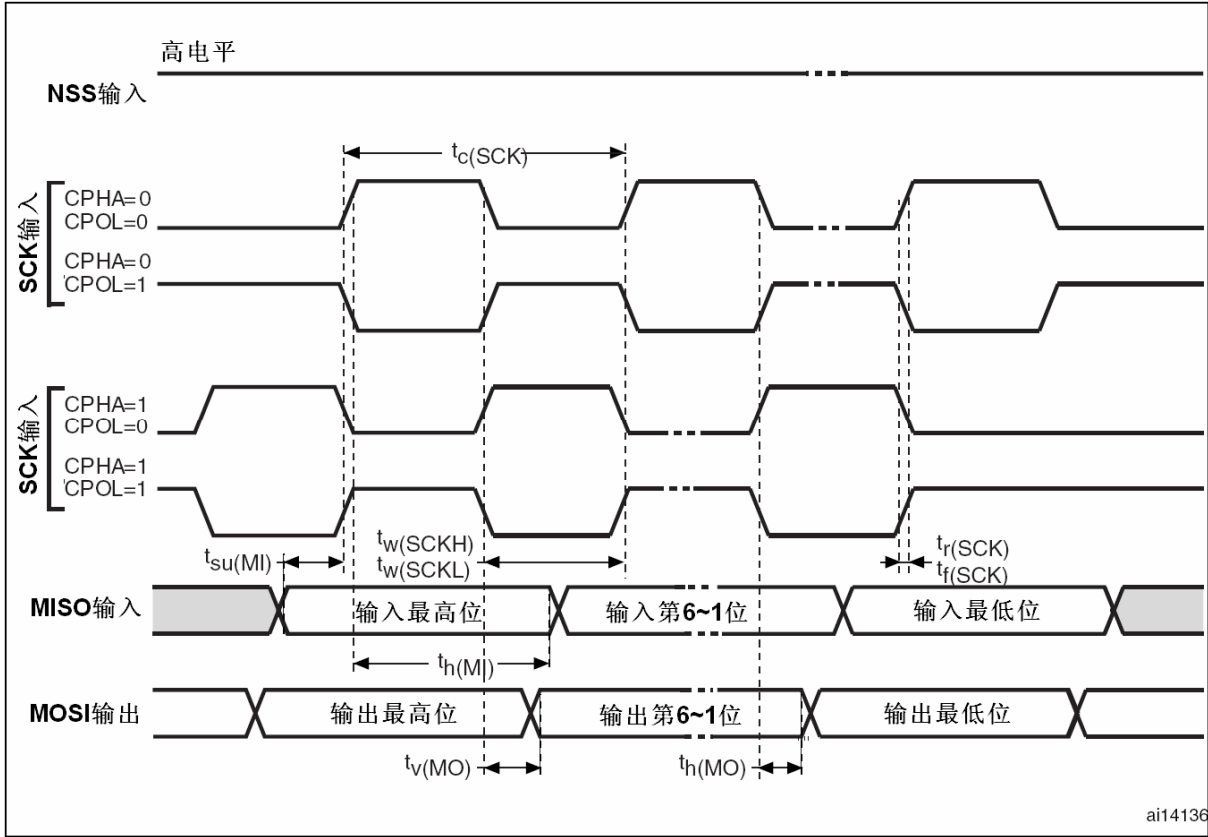 高电平
NSS输入
tc(SCK)
SCK输入
CPHA=0
CPOL=0
CPHA=0
CPOL=1
SCK输入
CPHA=1
CPOL=0
CPHA=1
CPOL=1
tsu(MI)
tw(SCKH)
tw(SCKL)
tr(SCK)
tf(SCK)
MISO输入
输入最高位
输入第6~1位
输入最低位
th(MI)
MOSI输出
输出最高位
输出第6~1位
输出最低位
tv(MO)
th(MO)
ai14136